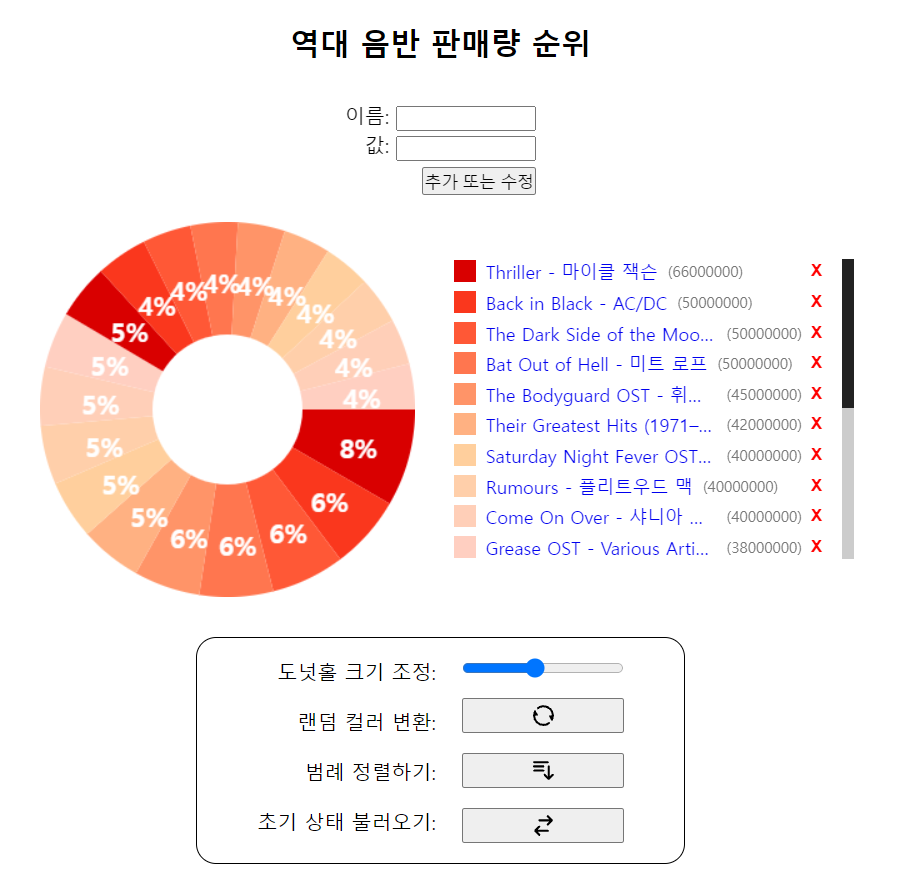 역대 음반 판매량 순위
이름:
값:
추가 또는 수정
4%
4%
4%
4%
4%
4%
4%
4%
4%
4%
5%
5%
5%
5%
5%
5%
6%
6%
6%
6%
8%
Thriller - 마이클 잭슨 (66000000) X
Back in Black - AC/DC (50000000) X
The Dark Side of the Moo... (50000000) X
Bat Out of Hell - 미트 로프 (50000000) X
The Bodyguard OST - 휘... (45000000) X
Their Greatest Hits (1971–... (42000000) X
Saturday Night Fever OST... (40000000) X
Rumours - 플리트우드 맥 (40000000) X
Come On Over - 샤니아 ... (40000000) X
Grease OST - Various Arti... (38000000) X
도넛홀 크기 조정:
랜덤 컬러 변환:
범례 정렬하기:
초기 상태 불러오기: